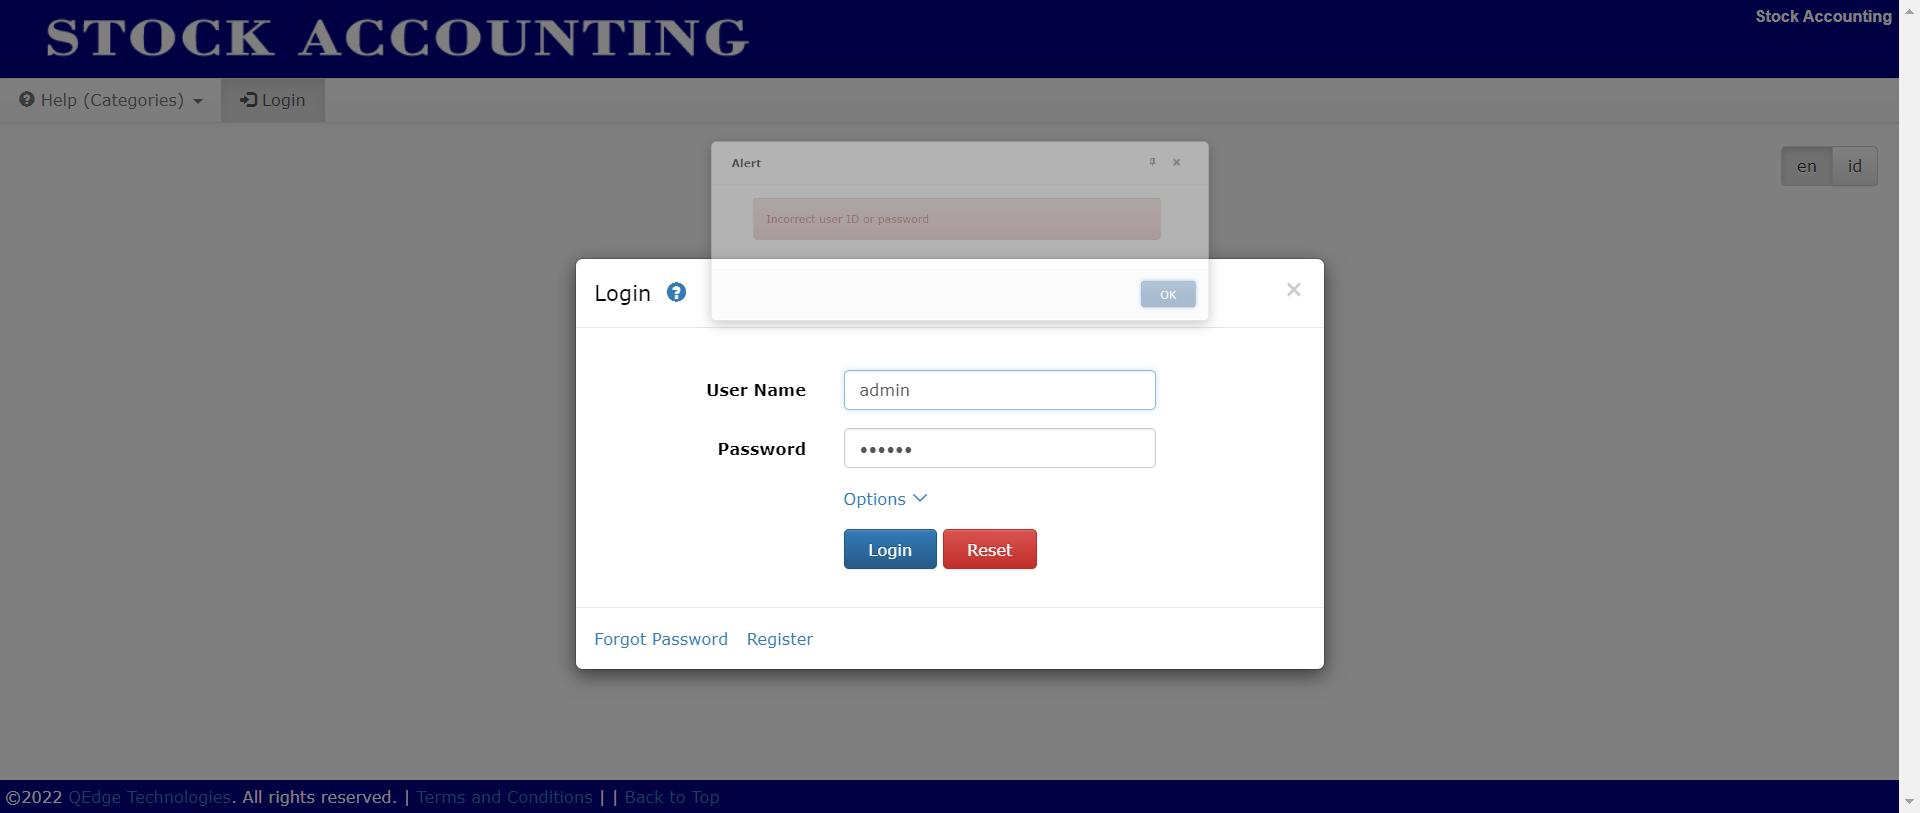 STOCK ACCOUNTING
Stock Accounting
Help (Categories)
Login
en
id
Alert
Incorrect user ID or password
OK
Login
User Name
admin
Password
••••••
Options
Login
Reset
Forgot Password
Register
©2022 QEdge Technologies. All rights reserved. | Terms and Conditions | | Back to Top